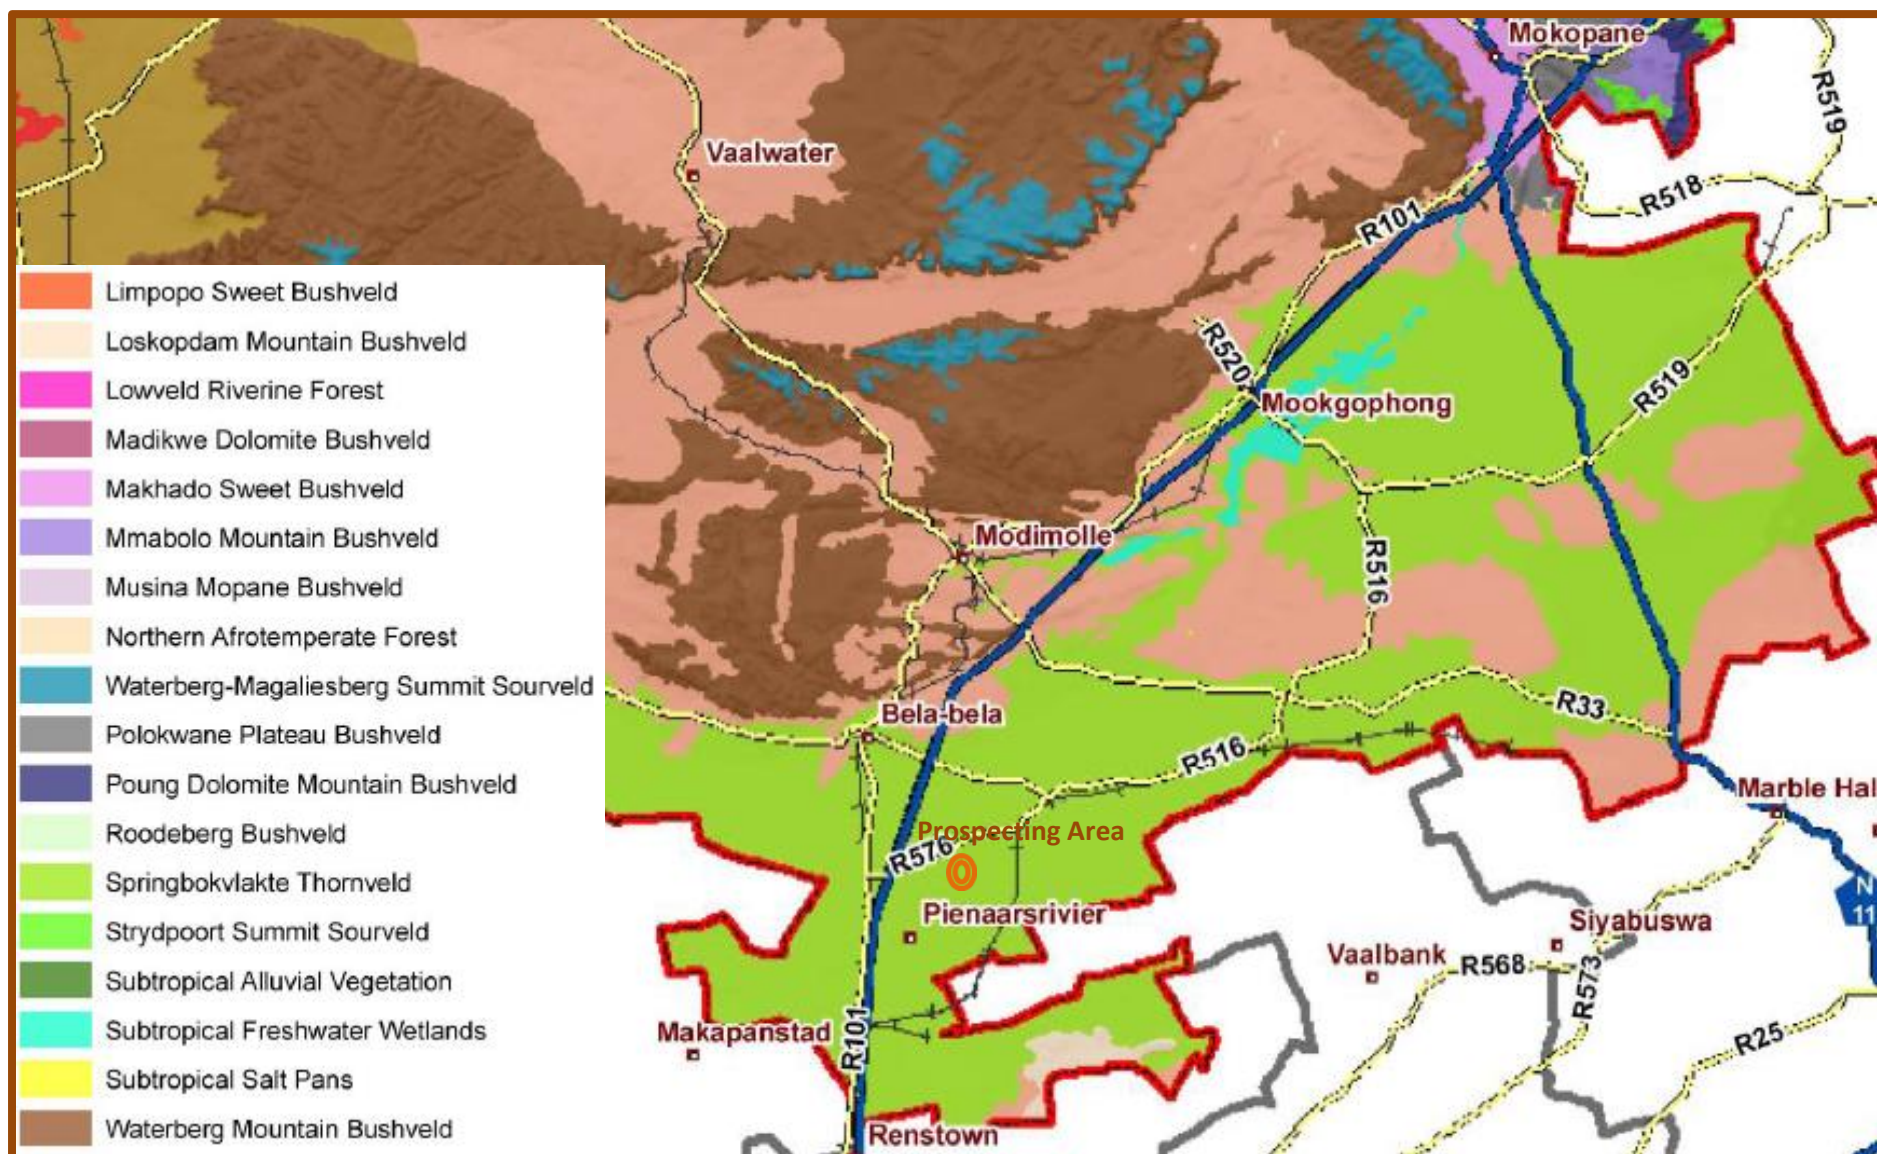 Mokopane
R519
Vaalwater
R518
R101
Limpopo Sweet Bushveld
Loskopdam Mountain Bushveld
Lowveld Riverine Forest
Madikwe Dolomite Bushveld
Makhado Sweet Bushveld
Mmabolo Mountain Bushveld
Musina Mopane Bushveld
Northern Afrotemperate Forest
Waterberg-Magaliesberg Summit Sourveld
Polokwane Plateau Bushveld
Poung Dolomite Mountain Bushveld
Roodeberg Bushveld
Springbokvlakte Thornveld
Strydpoort Summit Sourveld
Subtropical Alluvial Vegetation
Subtropical Freshwater Wetlands
Subtropical Salt Pans
Waterberg Mountain Bushveld
R520
R519
Mookgophong
Modimolle
R516
R33
Bela-bela
R516
Marble Hal
Prospecting Area
R576
N
11
Pienaarsrivier
Siyabuswa
Vaalbank
R568
R573
Makapanstad
R101
R25
Renstown